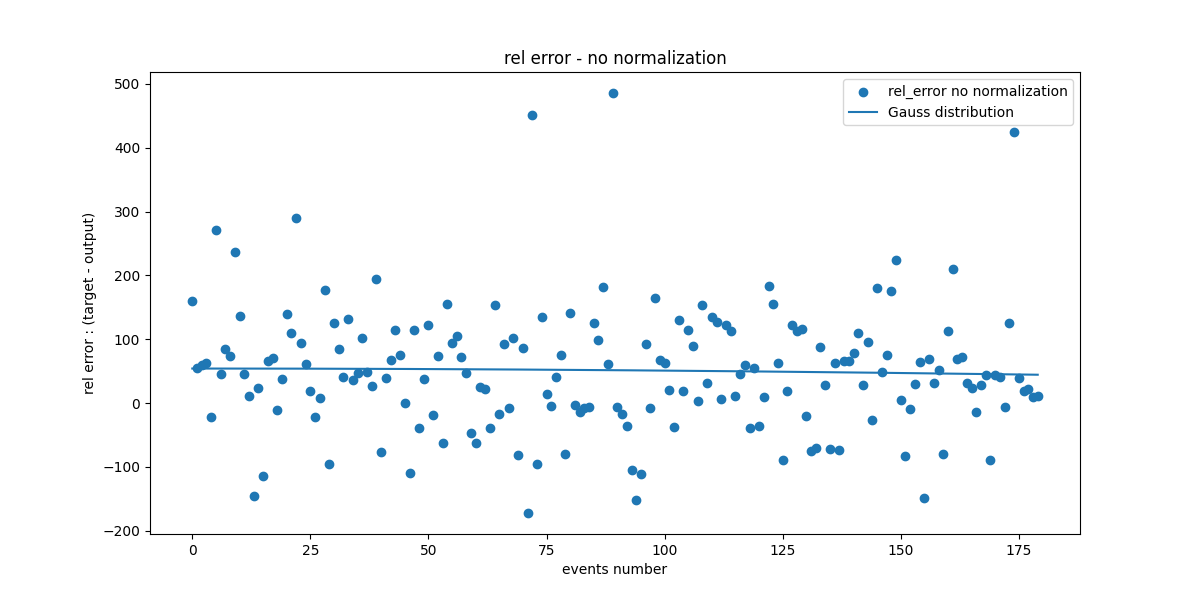 rel error - no normalization
rel_error no normalization
Gauss distribution
500
400
300
200
100
0
−100
−200
rel error : (target - output)
0 25 50 75 100 125 150 175
events number